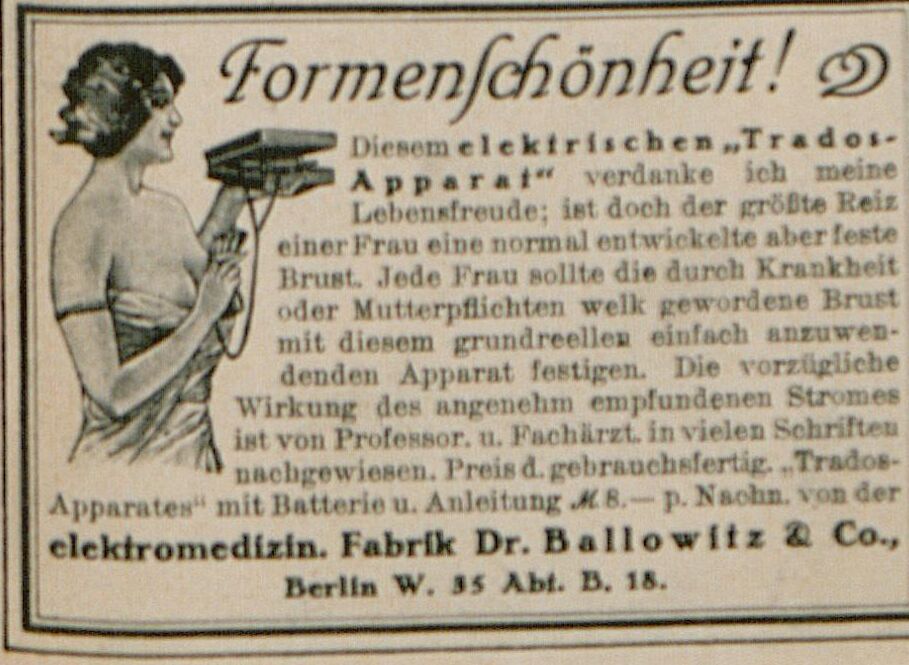 Formenschönheit!
Diesem elektrischen „Trados-
Apparat“ verdanke ich meine
Lebensfreude; ist doch der größte Reiz
einer Frau eine normal entwickelte aber feste
Brust. Jede Frau sollte die durch Krankheit
oder Mutterpflichten welk gewordene Brust
mit diesem grundreellen einfach anzuwen-
denden Apparat festigen. Die vorzügliche
Wirkung des angenehm empfundenen Stromes
ist von Professor. u. Fachärzt. in vielen Schriften
nachgewiesen. Preis d. gebrauchsfertig. „Trados-
Apparates“ mit Batterie u. Anleitung M 8.— p. Nachn. von der
elektromedizin. Fabrik Dr. Ballowitz & Co.,
Berlin W. 35 Abt. B. 18.